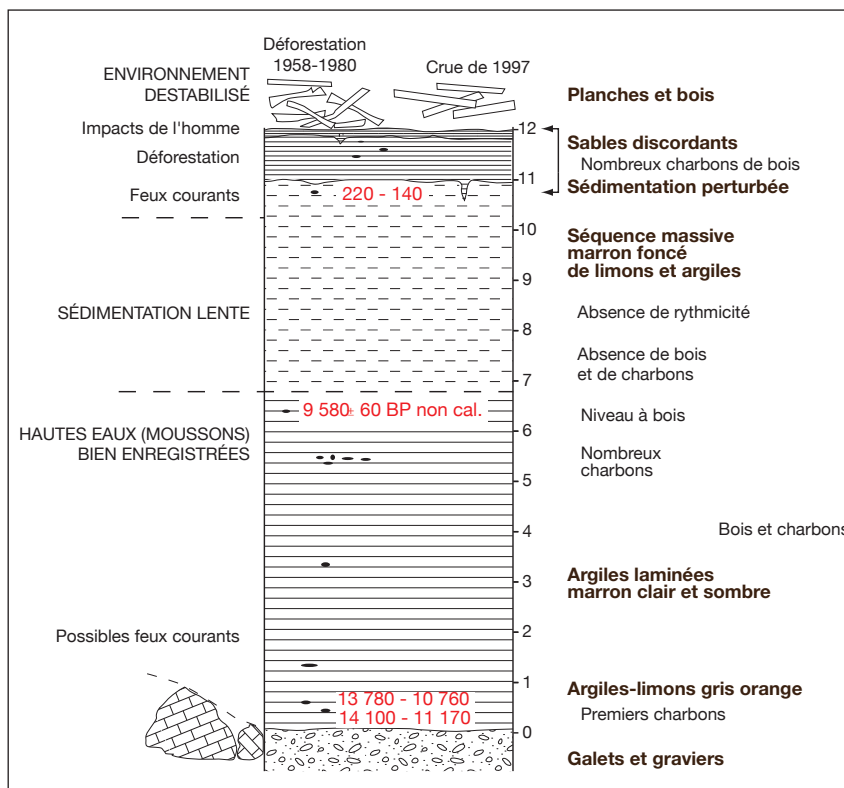 Déforestation
1958-1980
Crue de 1997
ENVIRONNEMENT
DESTABILISÉ
Planches et bois
Impacts de l'homme
12
Sables discordants
Déforestation
Nombreux charbons de bois
11
Sédimentation perturbée
Feux courants
220 - 140
10
Séquence massive
marron foncé
de limons et argiles
9
SÉDIMENTATION LENTE
Absence de rythmicité
8
Absence de bois
et de charbons
7
9 580± 60 BP non cal.
Niveau à bois
6
HAUTES EAUX (MOUSSONS)
BIEN ENREGISTRÉES
Nombreux
charbons
5
4
Bois et charbons
Argiles laminées
marron clair et sombre
3
2
Possibles feux courants
1
13 780 - 10 760
14 100 - 11 170
Argiles-limons gris orange
Premiers charbons
0
Galets et graviers